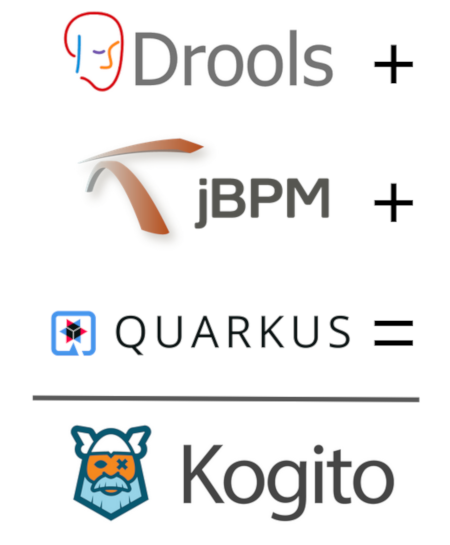 Drools +
jBPM +
QUARKUS =
Kogito